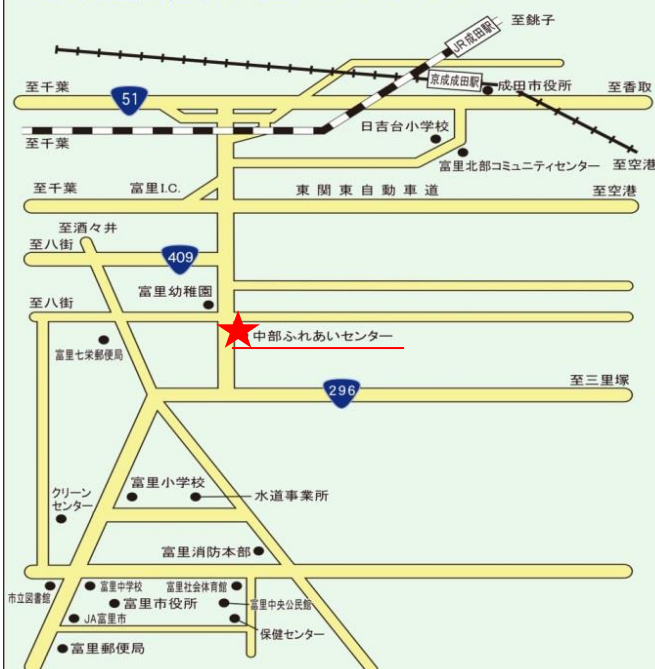 至銚子
JR成田駅
京成成田駅
成田市役所
至千葉
51
至香取
日吉台小学校
至千葉
富里北部コミュニティセンター
至空港
至千葉
富里I.C.
東関東自動車道
至空港
至酒々井
至八街
409
富里幼稚園
至八街
中部ふれあいセンター
富里七栄郵便局
至三里塚
296
富里小学校
クリーン
センター
水道事業所
富里消防本部
市立図書館
富里中学校
富里社会体育館
富里市役所
富里中央公民館
JA富里市
保健センター
富里郵便局